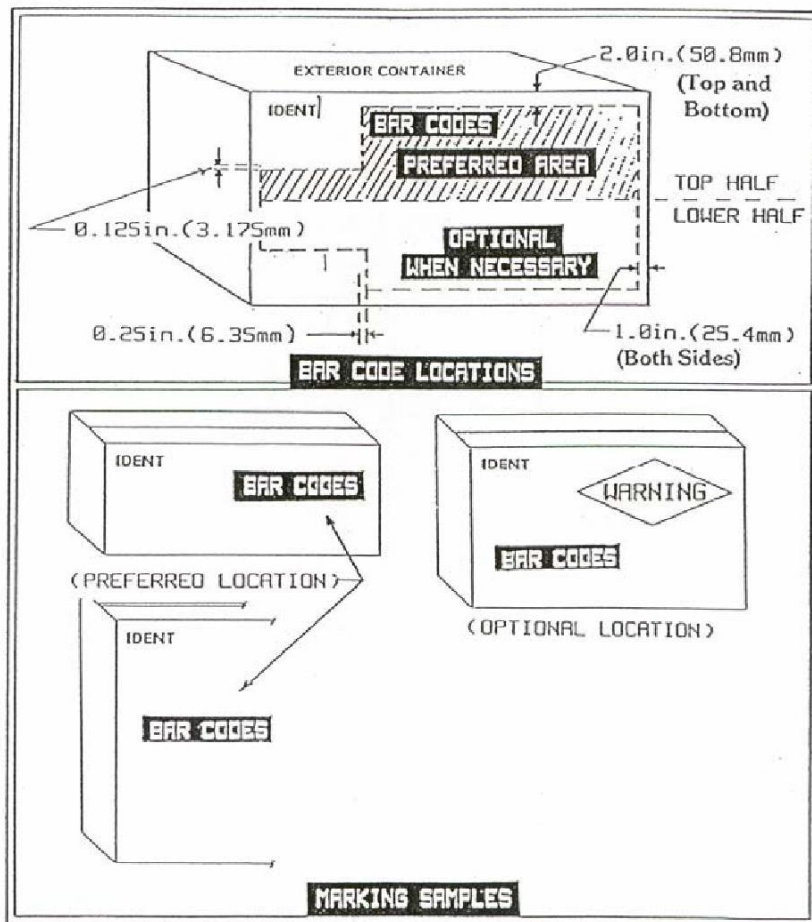 EXTERIOR CONTAINER
2.0in.(50.8mm)
(Top and
Bottom)
IDENT
BAR CODES
PREFERRED AREA
TOP HALF
LOWER HALF
0.125in.(3.175mm)
OPTIONAL
WHEN NECESSARY
0.25in.(6.35mm)
1.0in.(25.4mm)
(Both Sides)
BAR CODE LOCATIONS
IDENT
BAR CODES
IDENT
WARNING
BAR CODES
(PREFERRED LOCATION)
(OPTIONAL LOCATION)
IDENT
BAR CODES
MARKING SAMPLES